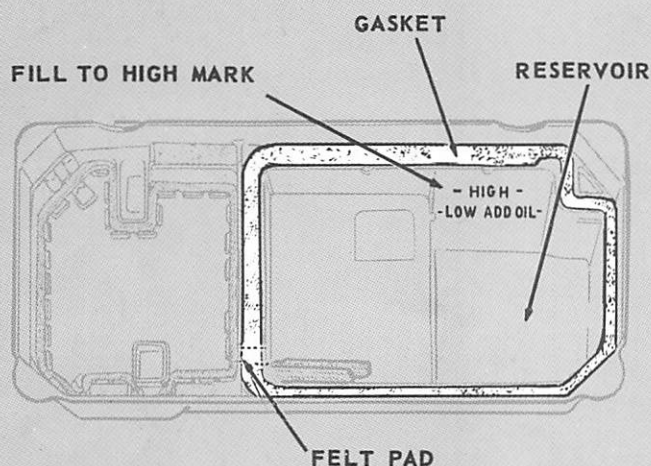 GASKET
FILL TO HIGH MARK
RESERVOIR
- HIGH -
- LOW ADD OIL -
FELT PAD